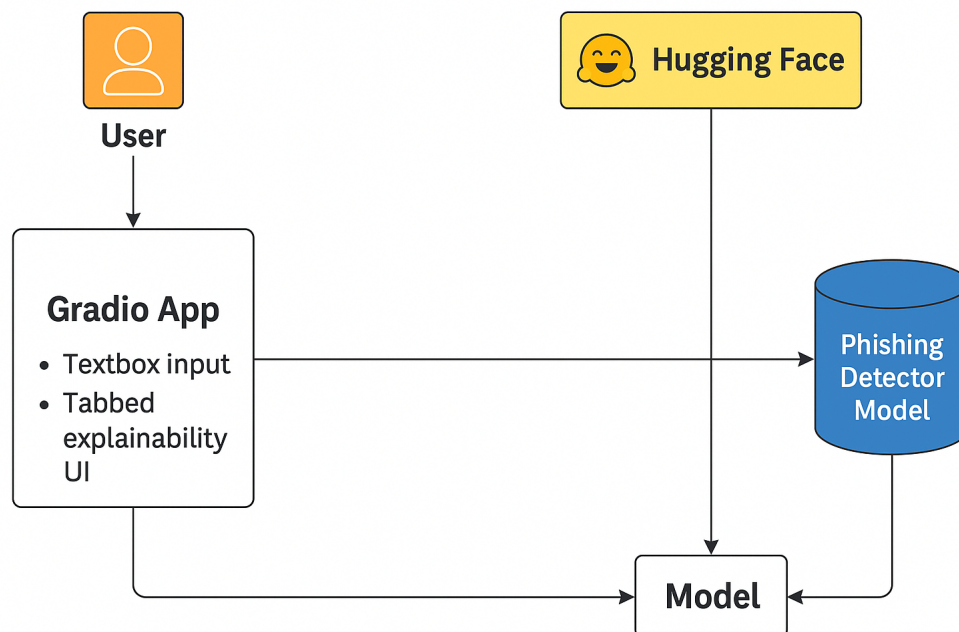 User
Hugging Face
Gradio App
• Textbox input
• Tabbed
explainability
UI
Phishing
Detector
Model
Model